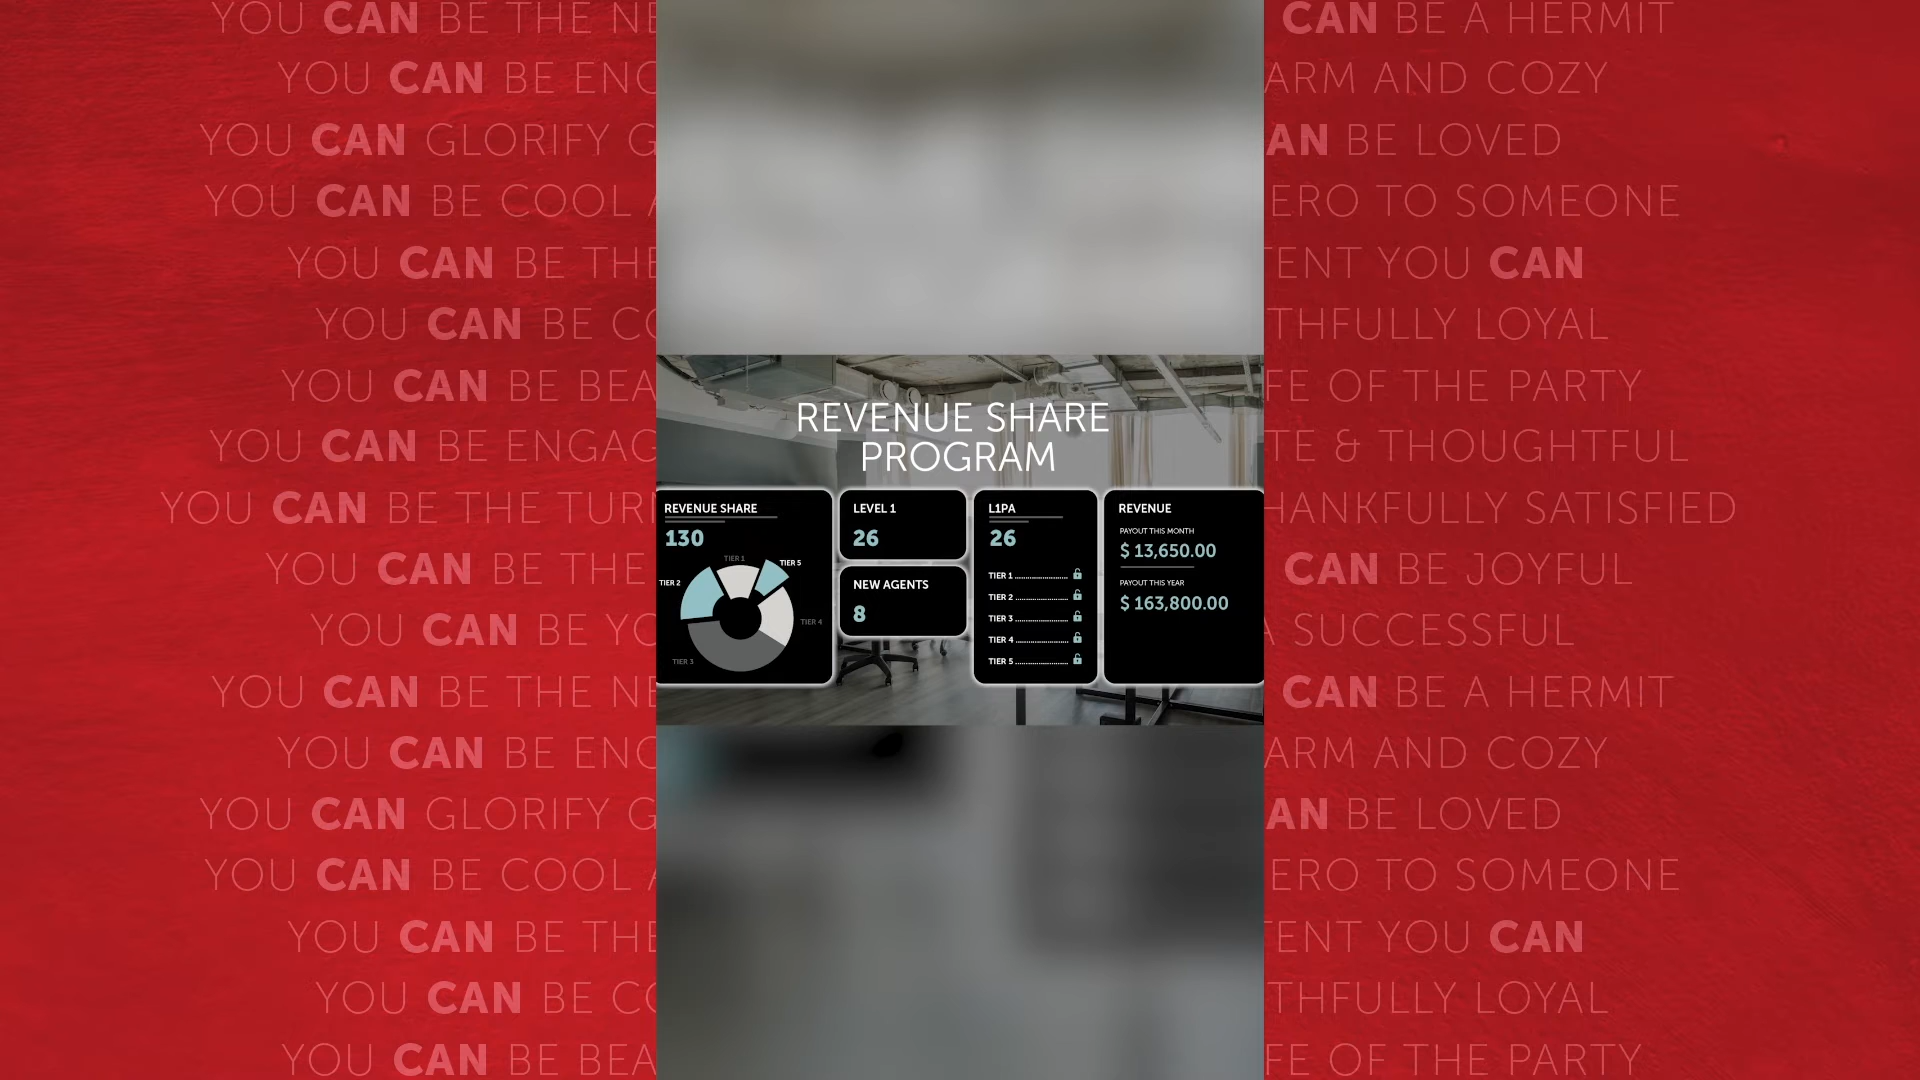 YOU CAN BE THE NE
YOU CAN BE ENC
YOU CAN GLORIFY G
YOU CAN BE COOL A
YOU CAN BE THE
YOU CAN BE CO
YOU CAN BE BEA
YOU CAN BE ENGAG
YOU CAN BE THE TURN
YOU CAN BE THE
YOU CAN BE YO
YOU CAN BE THE NE
YOU CAN BE ENC
YOU CAN GLORIFY G
YOU CAN BE COOL A
YOU CAN BE THE
YOU CAN BE CO
YOU CAN BE BEA
REVENUE SHARE
PROGRAM
REVENUE SHARE
130
TIER 1
TIER 5
TIER 2
TIER 4
TIER 3
LEVEL 1
26
NEW AGENTS
8
L1PA
26
TIER 1
TIER 2
TIER 3
TIER 4
TIER 5
REVENUE
PAYOUT THIS MONTH
$ 13,650.00
PAYOUT THIS YEAR
$ 163,800.00
CAN BE A HERMIT
ARM AND COZY
AN BE LOVED
ERO TO SOMEONE
TENT YOU CAN
THFULLY LOYAL
FE OF THE PARTY
TE & THOUGHTFUL
HANKFULLY SATISFIED
CAN BE JOYFUL
A SUCCESSFUL
CAN BE A HERMIT
ARM AND COZY
AN BE LOVED
ERO TO SOMEONE
TENT YOU CAN
THFULLY LOYAL
FE OF THE PARTY